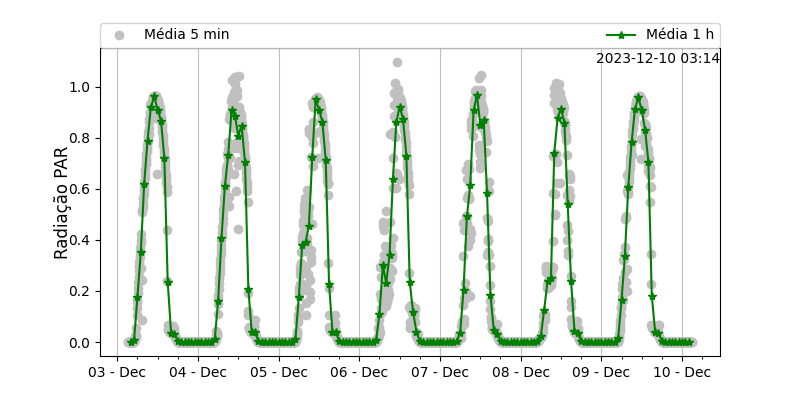 Média 5 min
Média 1 h
2023-12-10 03:14
Radiação PAR
1.0
0.8
0.6
0.4
0.2
0.0
03 - Dec
04 - Dec
05 - Dec
06 - Dec
07 - Dec
08 - Dec
09 - Dec
10 - Dec